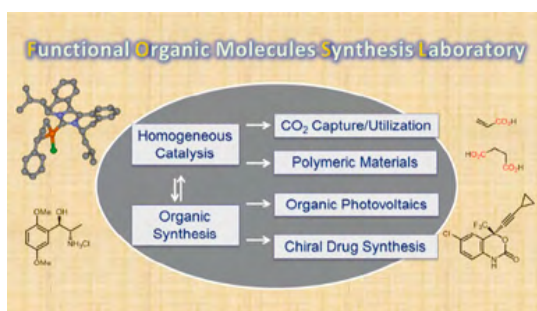 Functional Organic Molecules Synthesis Laboratory
Homogeneous
Catalysis
Organic
Synthesis
CO₂ Capture/Utilization
Polymeric Materials
Organic Photovoltaics
Chiral Drug Synthesis
CO₂H
HO₂C
CO₂H
OMe
OH
NH₃Cl
OMe
F₃C
Cl
O
N
H
O